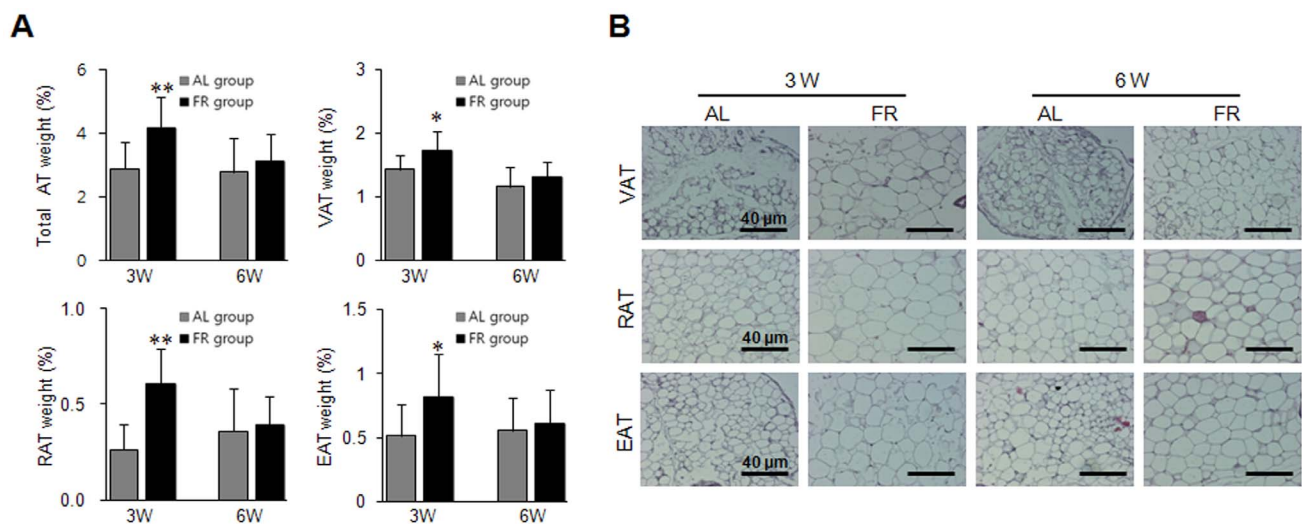 A
Total AT weight (%)
6
4
2
0
AL group
FR group
**
3W
6W
VAT weight (%)
3
2
1
0
AL group
FR group
*
3W
6W
RAT weight (%)
1.0
0.5
0.0
AL group
FR group
**
3W
6W
EAT weight (%)
1.5
1
0.5
0
AL group
FR group
*
3W
6W
B
3 W
6 W
AL
FR
AL
FR
VAT
40 µm
RAT
40 µm
EAT
40 µm